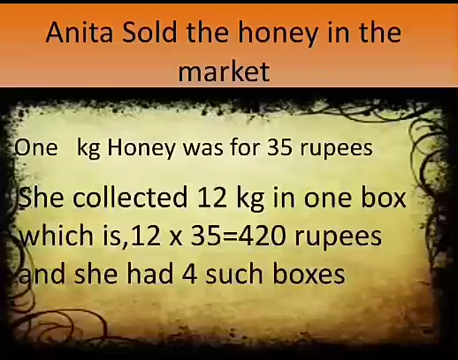 Anita Sold the honey in the
market
One kg Honey was for 35 rupees
She collected 12 kg in one box
which is,12 x 35=420 rupees
and she had 4 such boxes